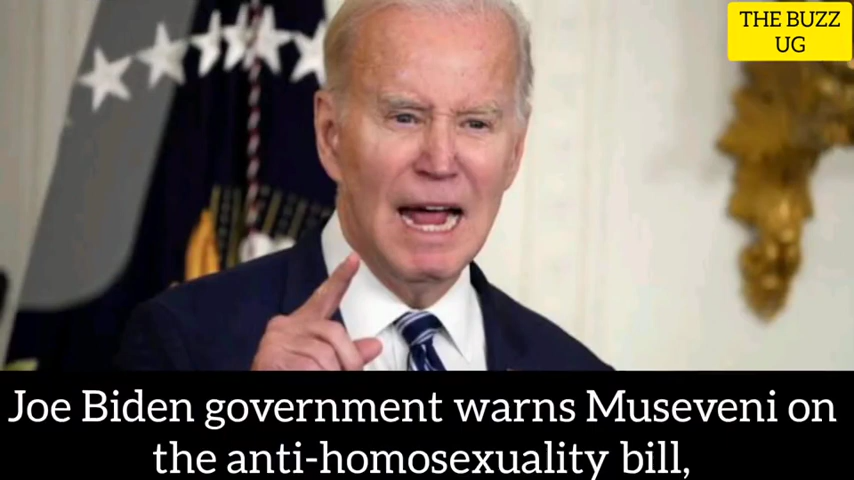 THE BUZZ
UG
Joe Biden government warns Museveni on
the anti-homosexuality bill,